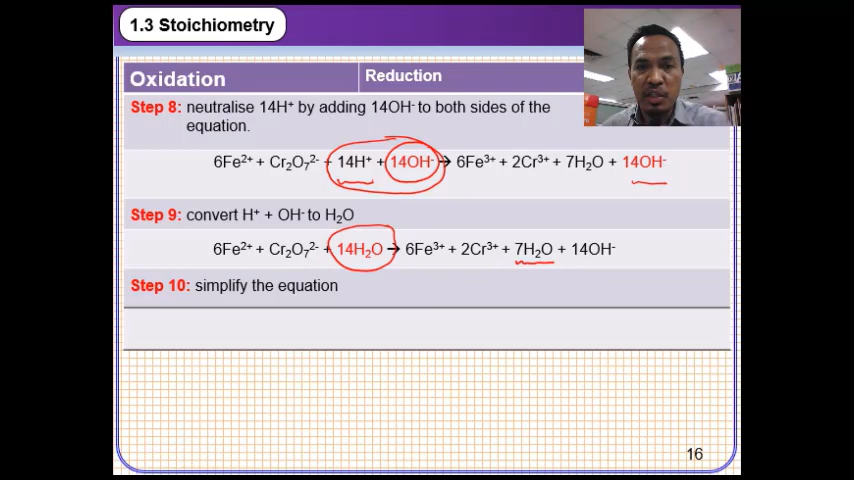 1.3 Stoichiometry
Oxidation
Reduction
Step 8: neutralise 14H⁺ by adding 14OH⁻ to both sides of the
equation.
6Fe²⁺ + Cr₂O₇²⁻ + 14H⁺ + 14OH⁻ → 6Fe³⁺ + 2Cr³⁺ + 7H₂O + 14OH⁻
Step 9: convert H⁺ + OH⁻ to H₂O
6Fe²⁺ + Cr₂O₇²⁻ + 14H₂O → 6Fe³⁺ + 2Cr³⁺ + 7H₂O + 14OH⁻
Step 10: simplify the equation
16